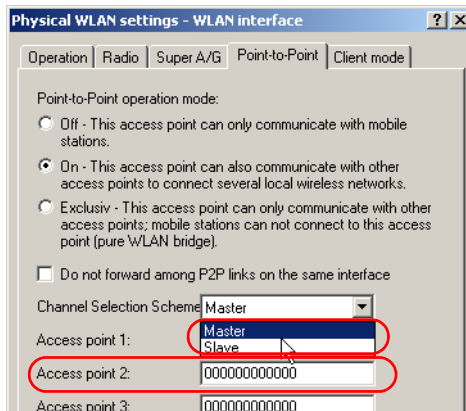 Physical WLAN settings - WLAN interface
Operation Radio Super A/G Point-to-Point Client mode
Point-to-Point operation mode:
Off - This access point can only communicate with mobile
stations.
On - This access point can also communicate with other
access points to connect several local wireless networks.
Exclusiv - This access point can only communicate with other
access points; mobile stations can not connect to this access
point (pure WLAN bridge).
Do not forward among P2P links on the same interface
Channel Selection Scheme Master
Master
Access point 1:
Slave
Access point 2: 000000000000
Access point 3: 000000000000